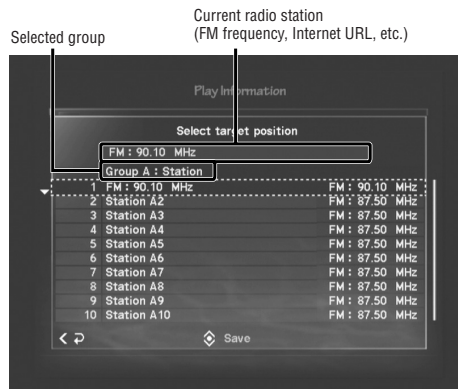 Current radio station
(FM frequency, Internet URL, etc.)
Selected group
Play Information
Select target position
FM : 90.10 MHz
Group A : Station
1 FM : 90.10 MHz FM : 90.10 MHz
2 Station A2 FM : 87.50 MHz
3 Station A3 FM : 87.50 MHz
4 Station A4 FM : 87.50 MHz
5 Station A5 FM : 87.50 MHz
6 Station A6 FM : 87.50 MHz
7 Station A7 FM : 87.50 MHz
8 Station A8 FM : 87.50 MHz
9 Station A9 FM : 87.50 MHz
10 Station A10 FM : 87.50 MHz
Save